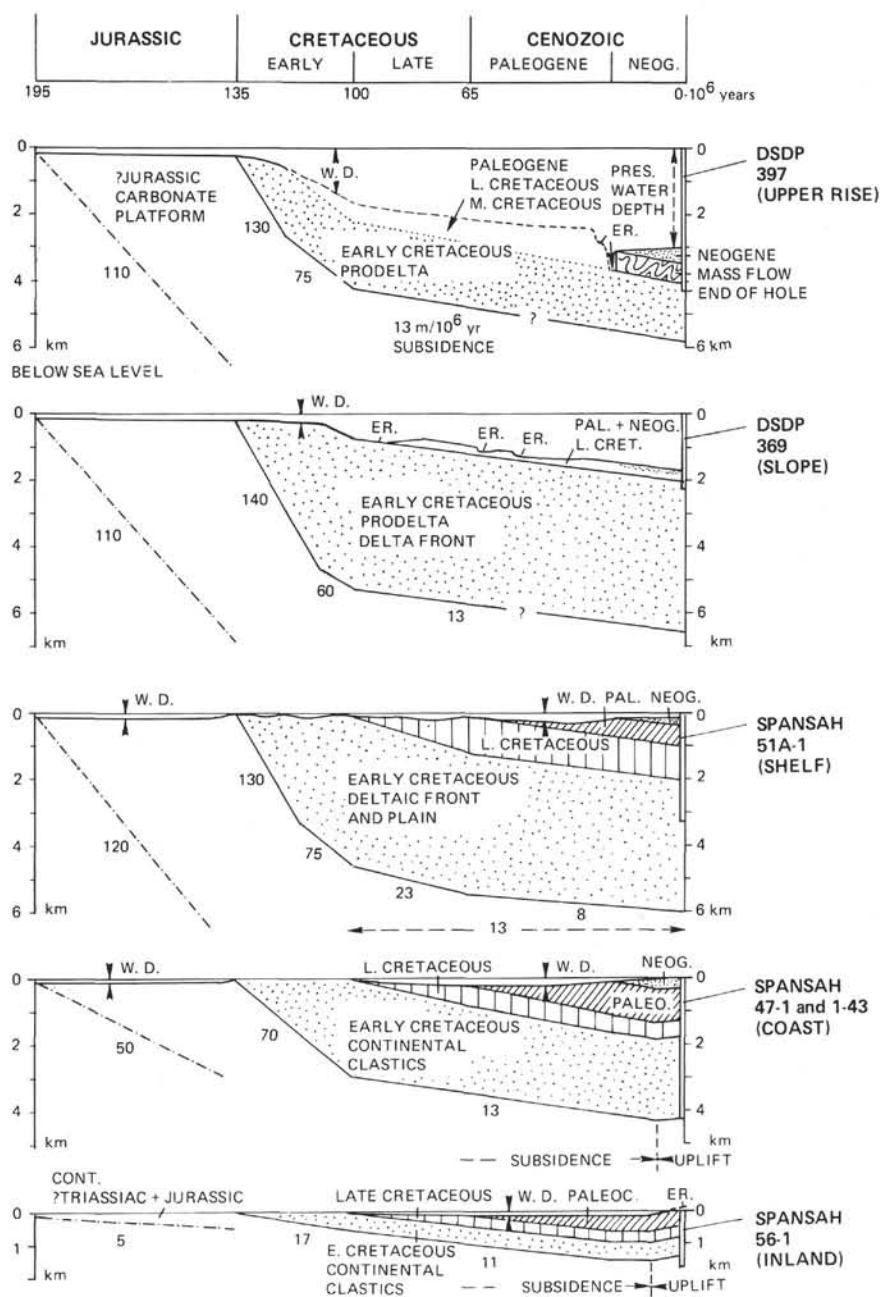 JURASSIC
CRETACEOUS
CENOZOIC
EARLY
LATE
PALEOGENE
NEOG.
195
135
100
65
0-10⁶ years
0
2
4
6
km
BELOW SEA LEVEL
?JURASSIC
CARBONATE
PLATFORM
110
130
75
W. D.
EARLY CRETACEOUS
PRODELTA
13 m/10⁶ yr
SUBSIDENCE
?
PALEOGENE
L. CRETACEOUS
M. CRETACEOUS
PRES.
WATER
DEPTH
ER.
0
2
4
6 km
DSDP
397
(UPPER RISE)
NEOGENE
MASS FLOW
END OF HOLE
0
2
4
6
km
W. D.
110
140
60
13
?
EARLY CRETACEOUS
PRODELTA
DELTA FRONT
ER.
ER.
ER.
PAL. + NEOG.
L. CRET.
0
2
4
6
km
DSDP
369
(SLOPE)
0
2
4
6
km
W. D.
120
130
75
23
8
13
EARLY CRETACEOUS
DELTAIC FRONT
AND PLAIN
L. CRETACEOUS
W. D. PAL. NEOG.
0
2
4
6 km
SPANSAH
51A-1
(SHELF)
0
2
4
km
W. D.
50
70
13
L. CRETACEOUS
EARLY CRETACEOUS
CONTINENTAL
CLASTICS
W. D.
NEOG.
PALEO.
0
2
4
km
SUBSIDENCE
UPLIFT
SPANSAH
47-1 and 1-43
(COAST)
CONT.
?TRIASSIAC + JURASSIC
0
1
km
5
17
11
LATE CRETACEOUS
W. D. PALEOC.
ER.
E. CRETACEOUS
CONTINENTAL
CLASTICS
0
1
km
SUBSIDENCE
UPLIFT
SPANSAH
56-1
(INLAND)